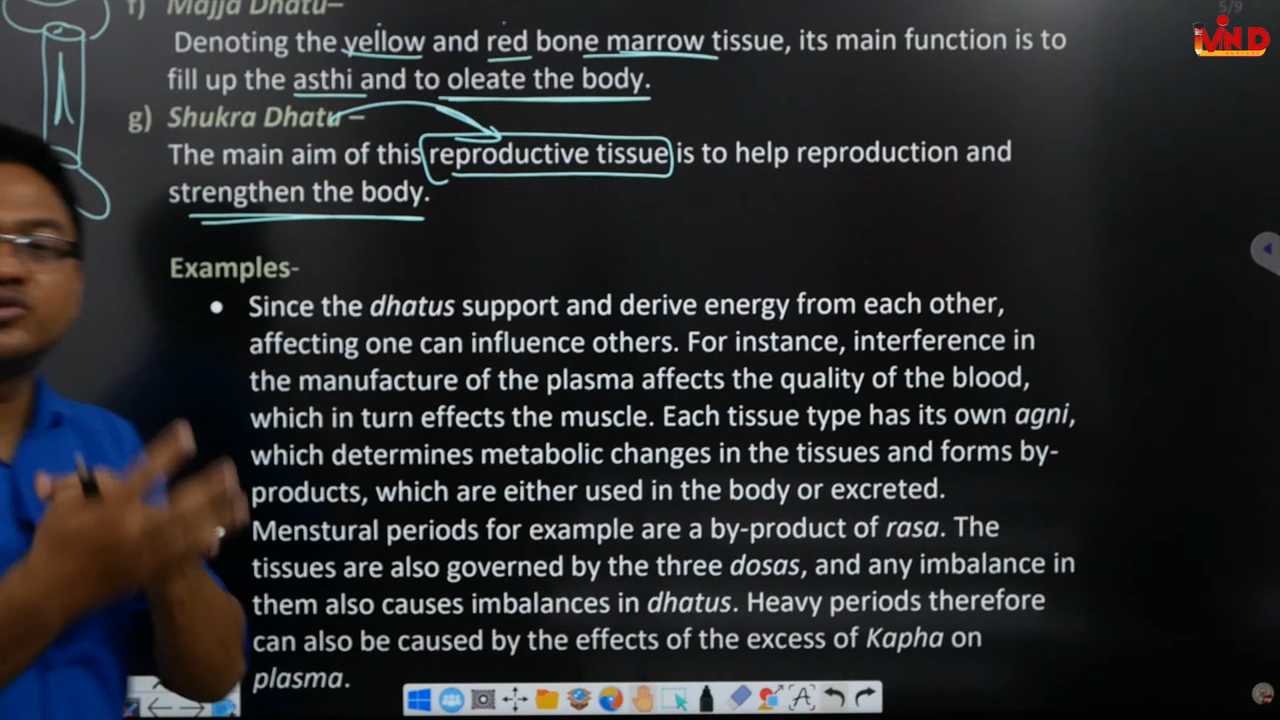 5/9
f) Majja Dhatu–
Denoting the yellow and red bone marrow tissue, its main function is to
fill up the asthi and to oleate the body.
g) Shukra Dhatu –
The main aim of this reproductive tissue is to help reproduction and
strengthen the body.
Examples-
• Since the dhatus support and derive energy from each other,
affecting one can influence others. For instance, interference in
the manufacture of the plasma affects the quality of the blood,
which in turn effects the muscle. Each tissue type has its own agni,
which determines metabolic changes in the tissues and forms by-
products, which are either used in the body or excreted.
Menstural periods for example are a by-product of rasa. The
tissues are also governed by the three dosas, and any imbalance in
them also causes imbalances in dhatus. Heavy periods therefore
can also be caused by the effects of the excess of Kapha on
plasma.